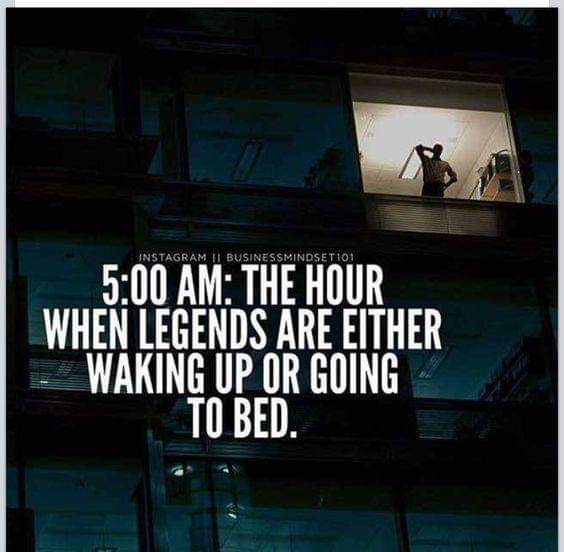 INSTAGRAM || BUSINESSMINDSET101
5:00 AM: THE HOUR
WHEN LEGENDS ARE EITHER
WAKING UP OR GOING
TO BED.